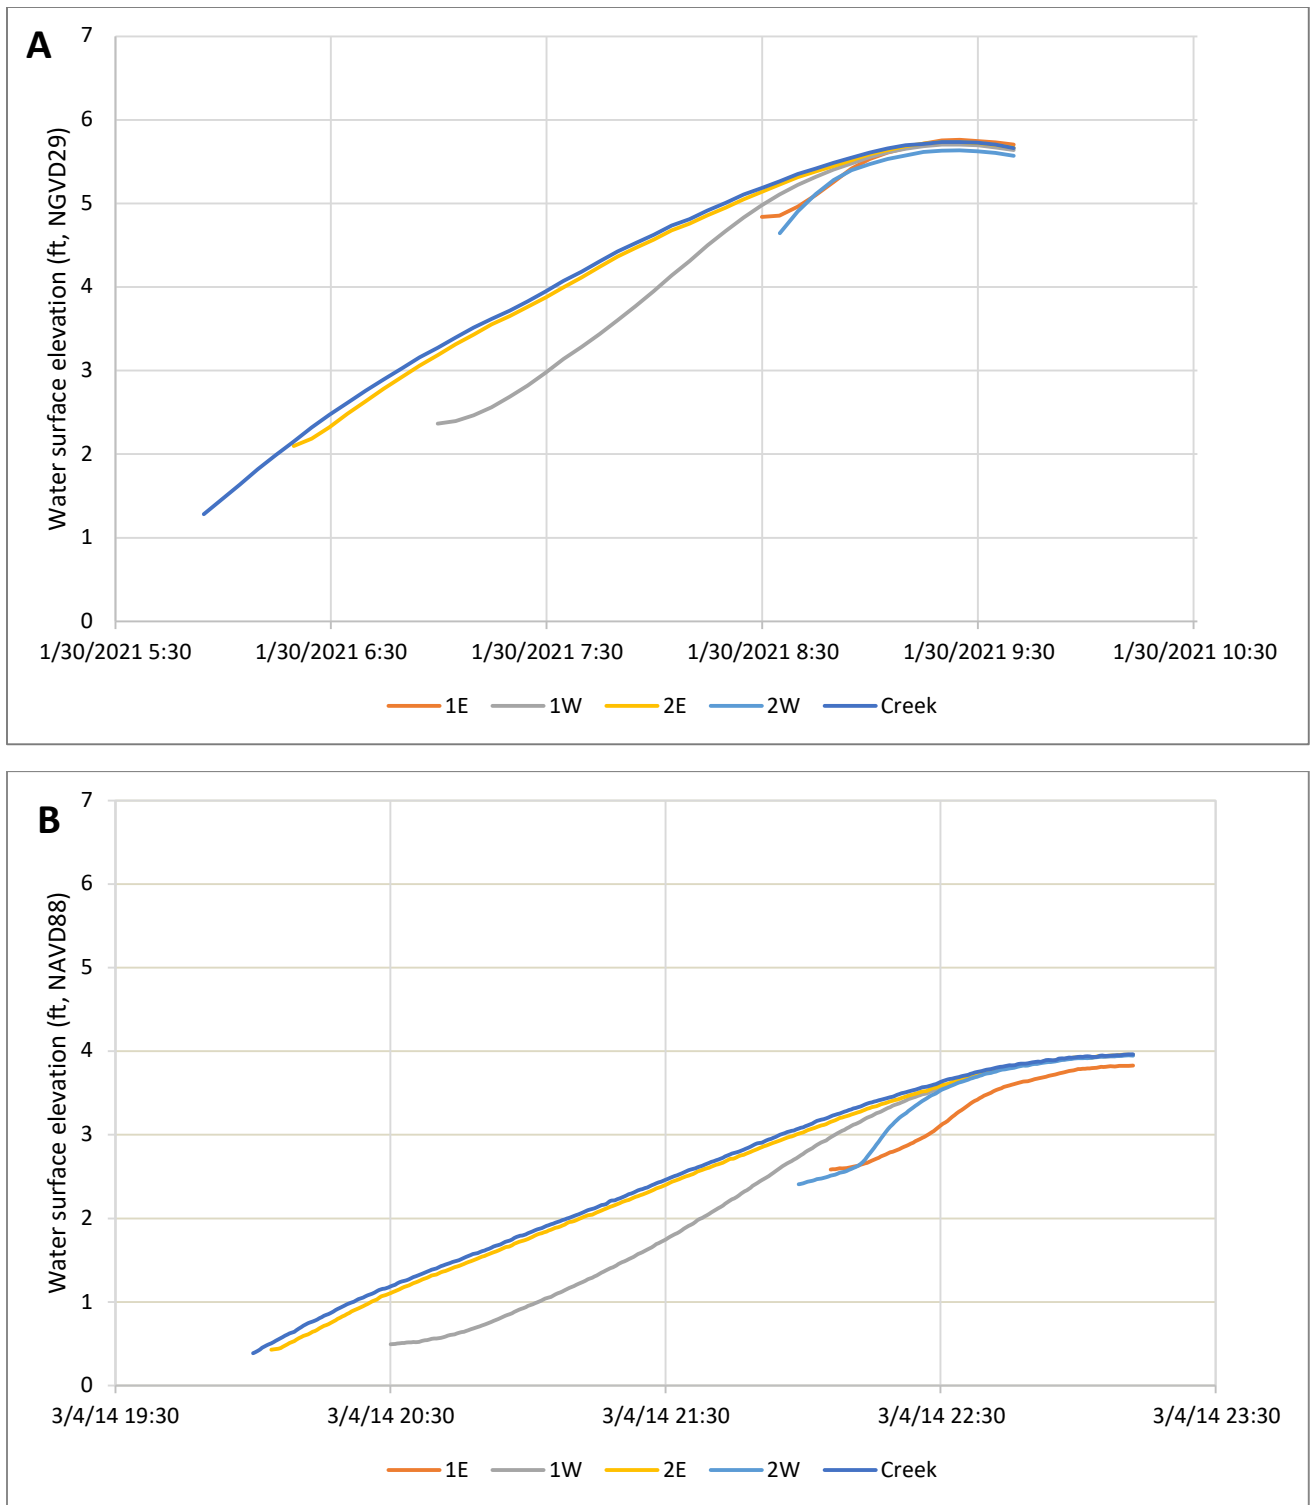 A
Water surface elevation (ft, NGVD29)
7
6
5
4
3
2
1
0
1/30/2021 5:30 1/30/2021 6:30 1/30/2021 7:30 1/30/2021 8:30 1/30/2021 9:30 1/30/2021 10:30
1E 1W 2E 2W Creek
B
Water surface elevation (ft, NAVD88)
7
6
5
4
3
2
1
0
3/4/14 19:30 3/4/14 20:30 3/4/14 21:30 3/4/14 22:30 3/4/14 23:30
1E 1W 2E 2W Creek